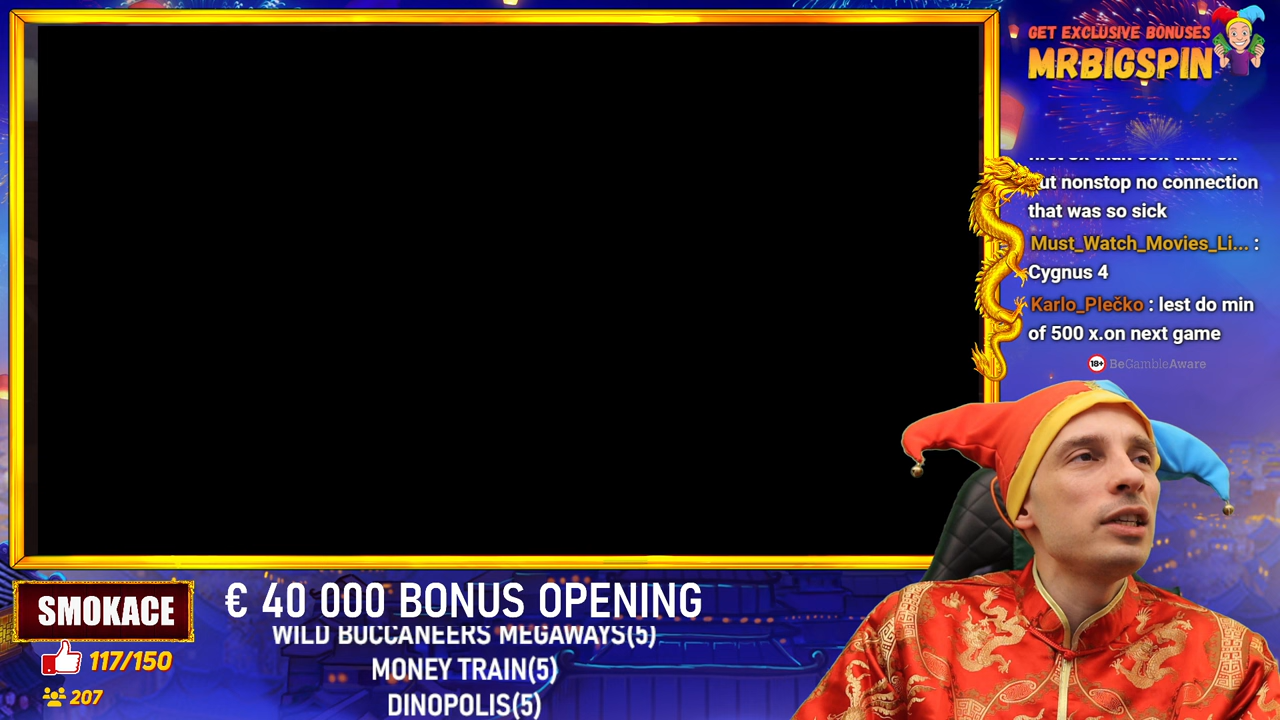 GET EXCLUSIVE BONUSES
MRBIGSPIN
ut nonstop no connection
that was so sick
Must_Watch_Movies_Li... :
Cygnus 4
Karlo_Plečko : lest do min
of 500 x.on next game
18+ BeGambleAware
SMOKACE
117/150
207
€ 40 000 BONUS OPENING
WILD BUCCANEERS MEGAWAYS(5)
MONEY TRAIN(5)
DINOPOLIS(5)